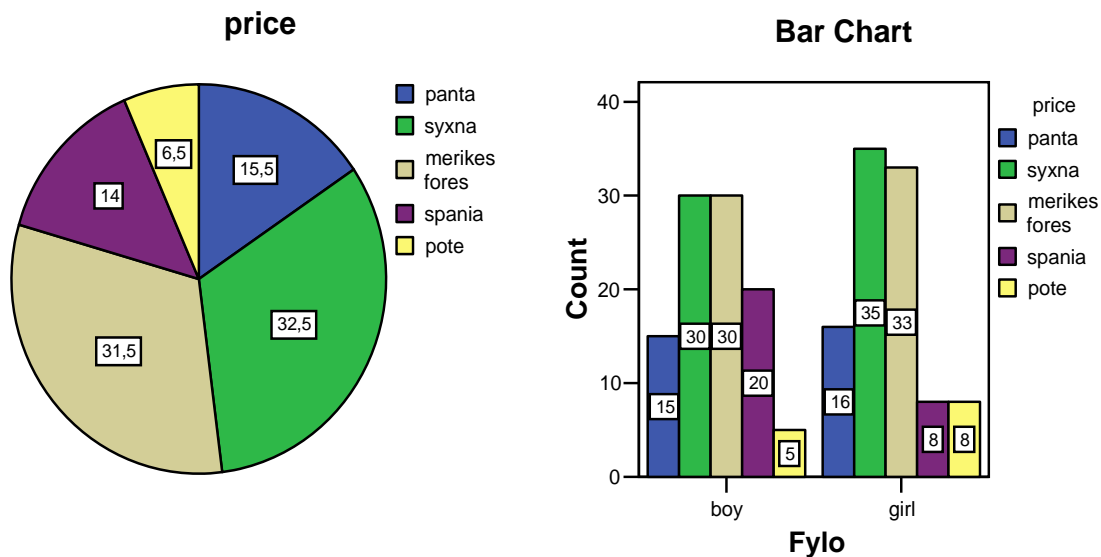 price
panta
syxna
merikes
fores
spania
pote
6,5
15,5
14
32,5
31,5
Bar Chart
Count
40
30
20
10
0
15
30
30
20
5
16
35
33
8
8
boy
girl
Fylo
price
panta
syxna
merikes
fores
spania
pote